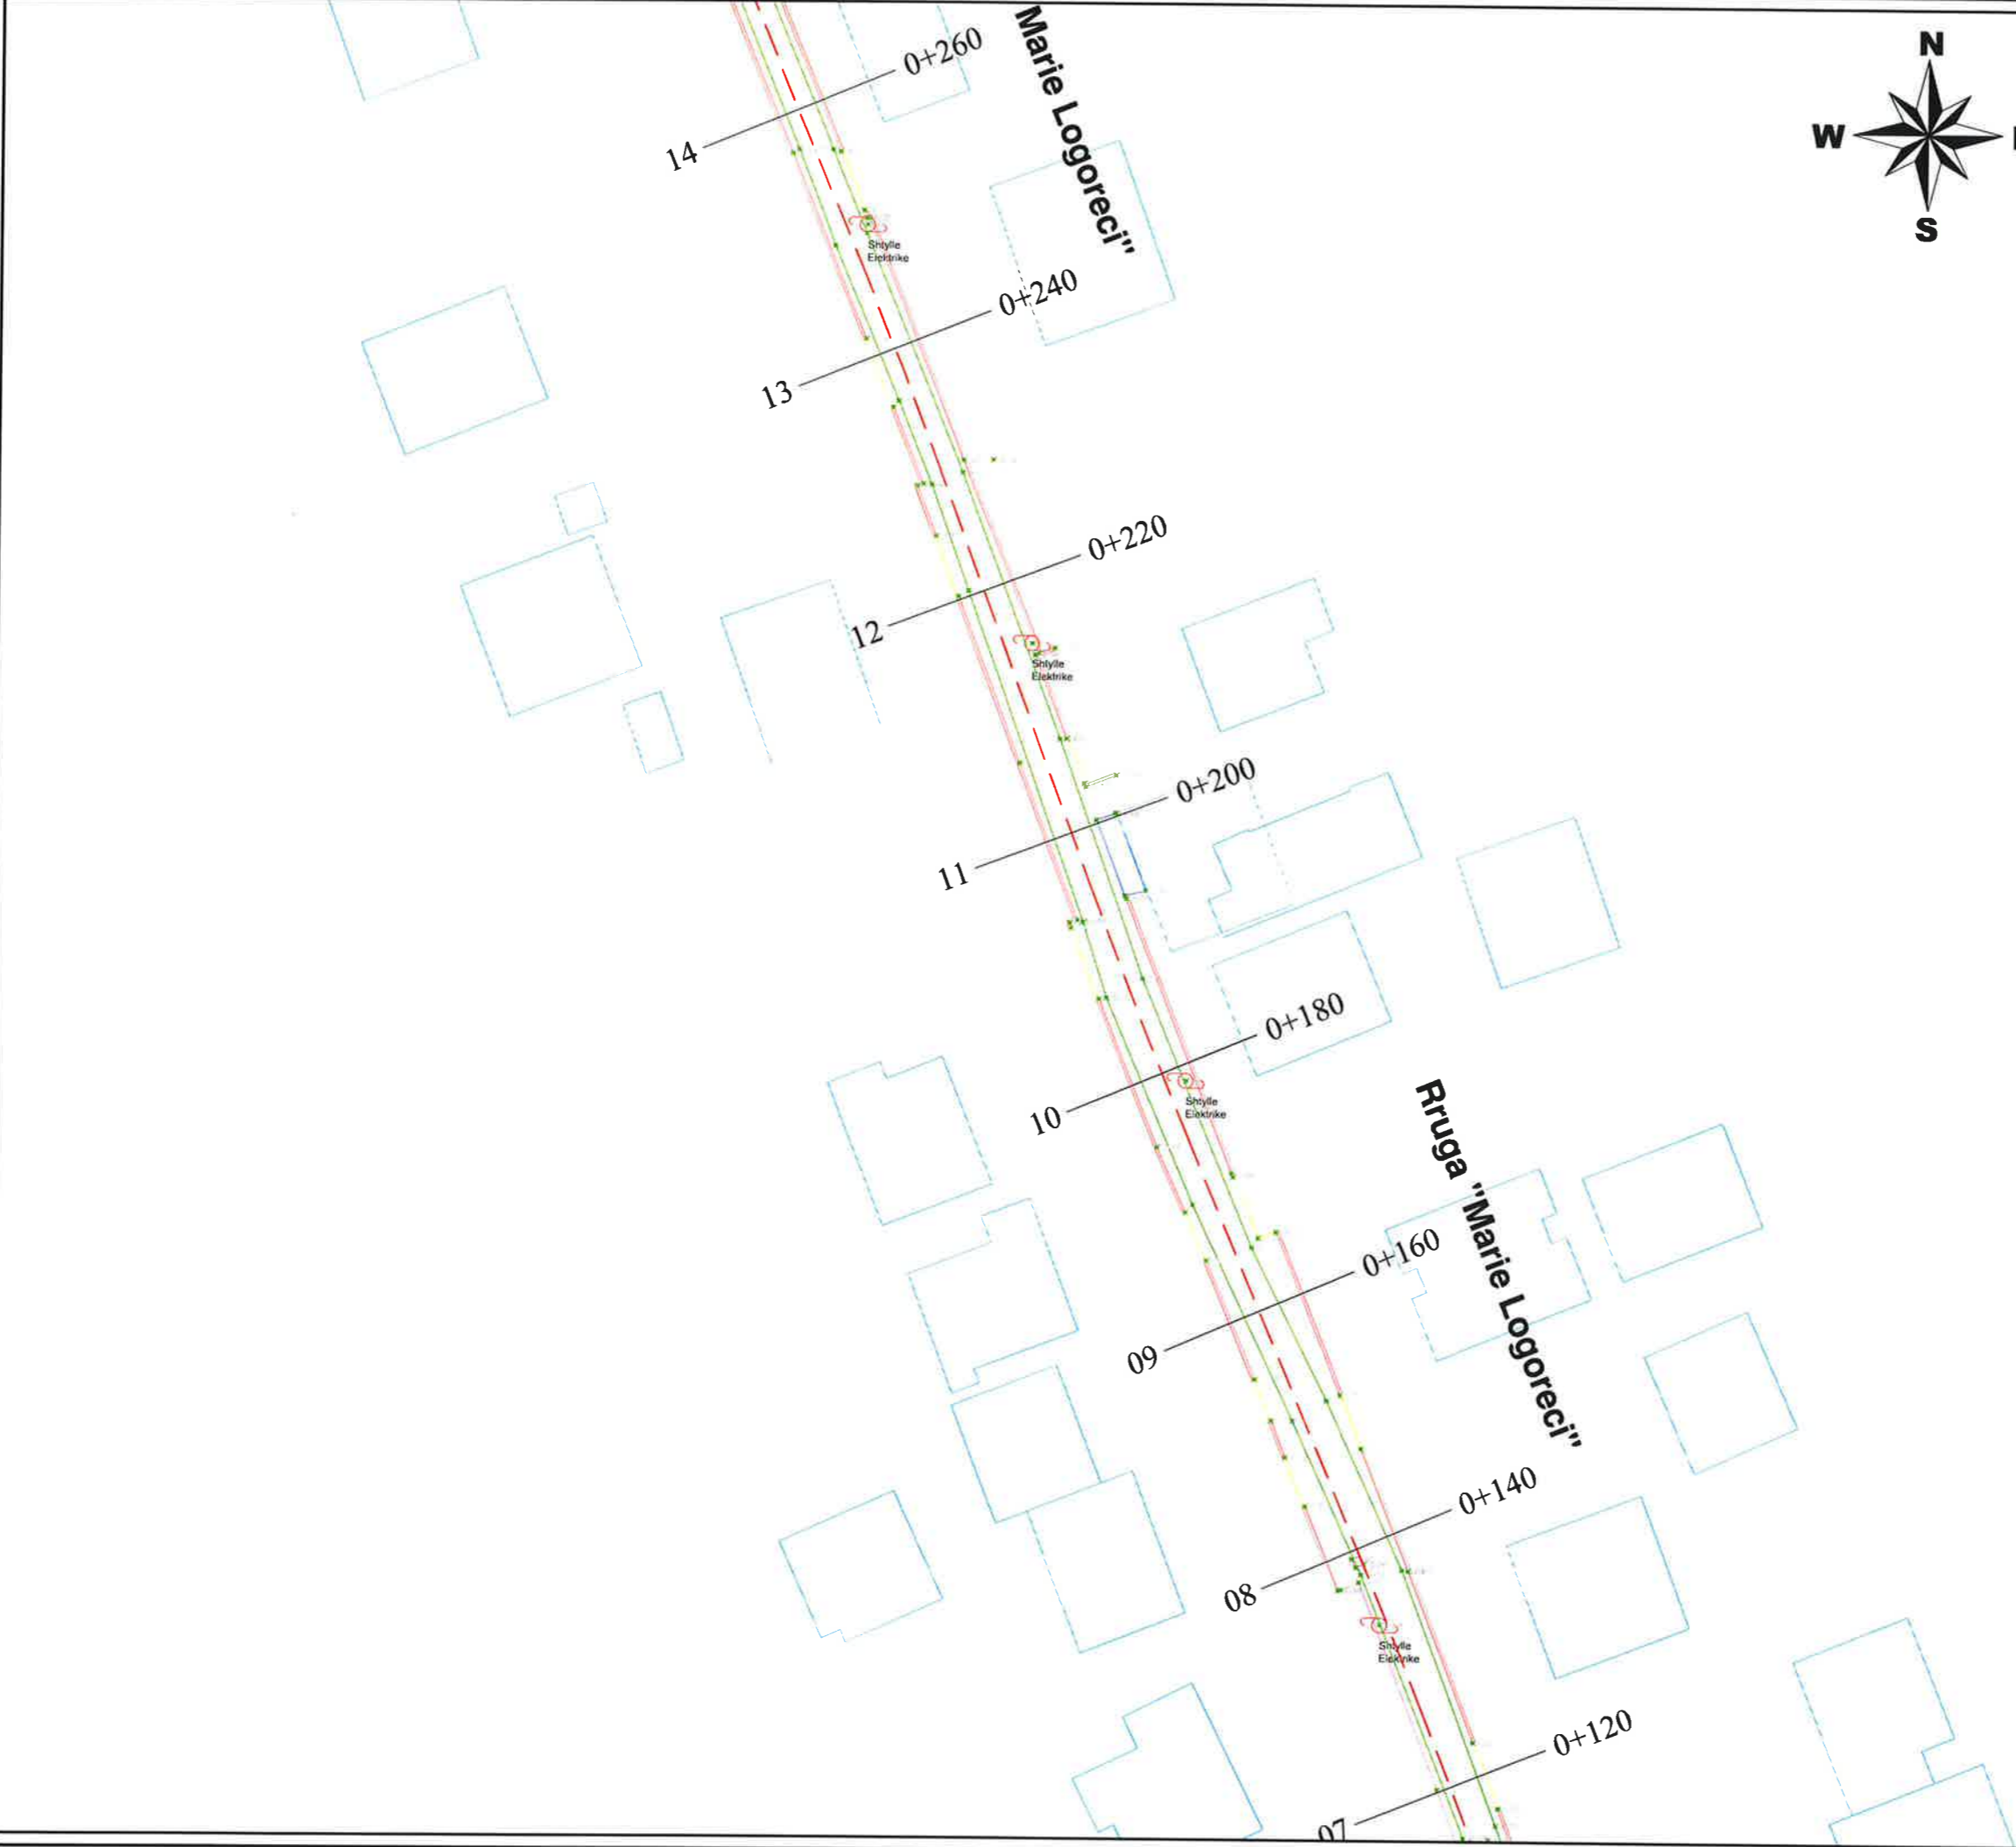 Marie Logoreci"
N
W
S
0+260
14
Shtylle
Elektrike
0+240
13
0+220
12
Shtylle
Elektrike
0+200
11
0+180
10
Shtylle
Elektrike
Rruga "Marie Logoreci"
0+160
09
0+140
08
Shtylle
Elektrike
0+120
07